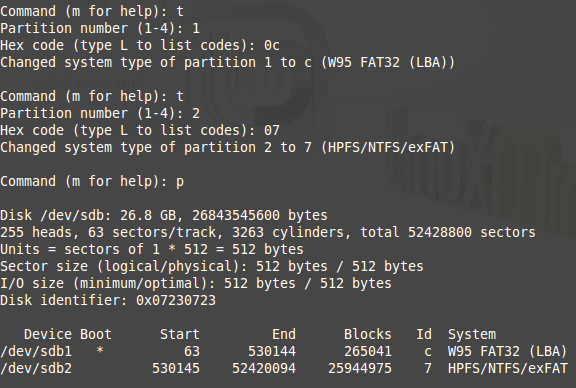 Command (m for help): t
Partition number (1-4): 1
Hex code (type L to list codes): 0c
Changed system type of partition 1 to c (W95 FAT32 (LBA))
Command (m for help): t
Partition number (1-4): 2
Hex code (type L to list codes): 07
Changed system type of partition 2 to 7 (HPFS/NTFS/exFAT)
Command (m for help): p
Disk /dev/sdb: 26.8 GB, 26843545600 bytes
255 heads, 63 sectors/track, 3263 cylinders, total 52428800 sectors
Units = sectors of 1 * 512 = 512 bytes
Sector size (logical/physical): 512 bytes / 512 bytes
I/O size (minimum/optimal): 512 bytes / 512 bytes
Disk identifier: 0x07230723
Device Boot Start End Blocks Id System
/dev/sdb1 * 63 530144 265041 c W95 FAT32 (LBA)
/dev/sdb2 530145 52420094 25944975 7 HPFS/NTFS/exFAT